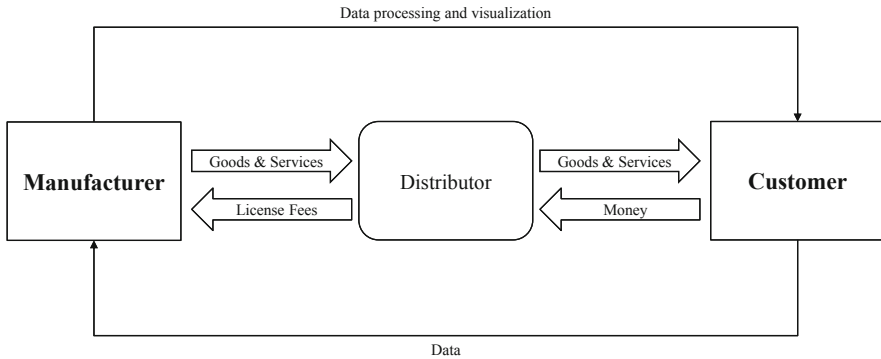 Data processing and visualization
Goods & Services
Goods & Services
Manufacturer
Distributor
Customer
License Fees
Money
Data